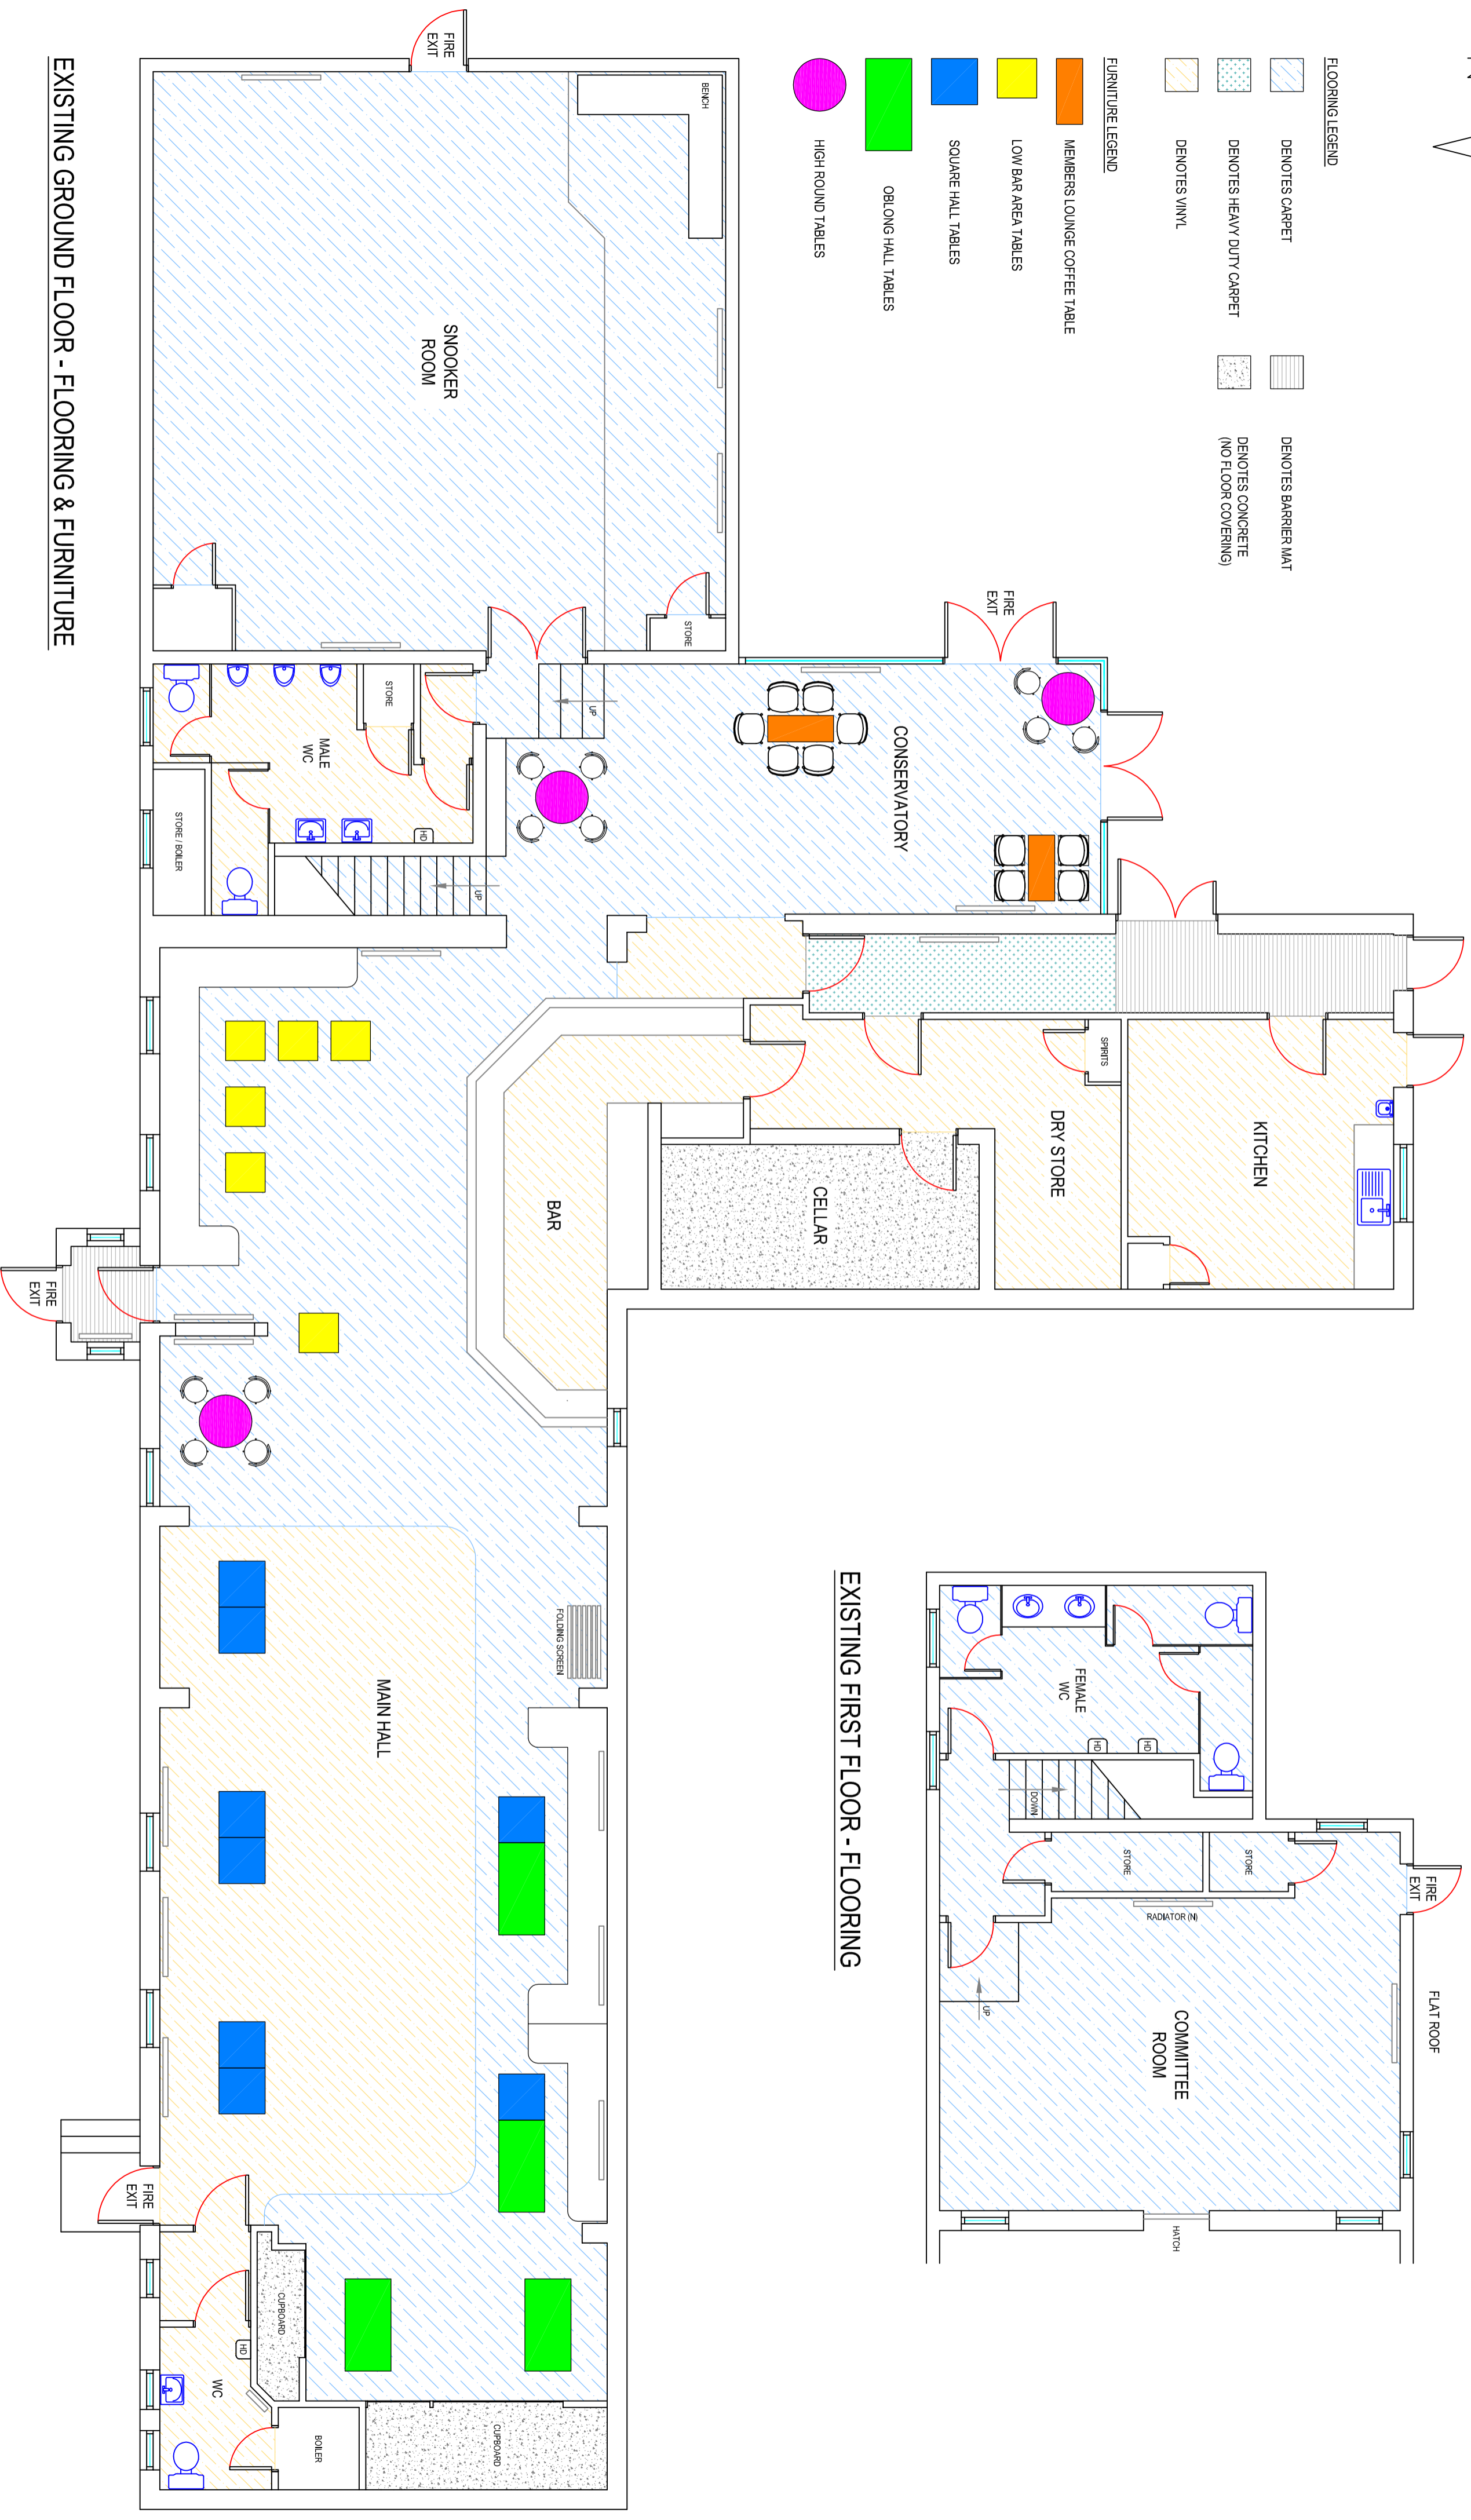 FLOORING LEGEND
DENOTES CARPET
DENOTES HEAVY DUTY CARPET
DENOTES VINYL
DENOTES BARRIER MAT
DENOTES CONCRETE
(NO FLOOR COVERING)
FURNITURE LEGEND
MEMBERS LOUNGE COFFEE TABLE
LOW BAR AREA TABLES
SQUARE HALL TABLES
OBLONG HALL TABLES
HIGH ROUND TABLES
FIRE
EXIT
BENCH
SNOOKER
ROOM
STORE
FIRE
EXIT
CONSERVATORY
UP
STORE
MALE
WC
HD
STORE / BOILER
UP
SPIRITS
KITCHEN
DRY STORE
CELLAR
BAR
FIRE
EXIT
FOLDING SCREEN
MAIN HALL
FIRE
EXIT
CUPBOARD
HD
WC
BOILER
CUPBOARD
EXISTING GROUND FLOOR - FLOORING & FURNITURE
FEMALE
WC
HD
HD
DOWN
STORE
STORE
FIRE
EXIT
RADIATOR (N)
UP
COMMITTEE
ROOM
FLAT ROOF
HATCH
EXISTING FIRST FLOOR - FLOORING